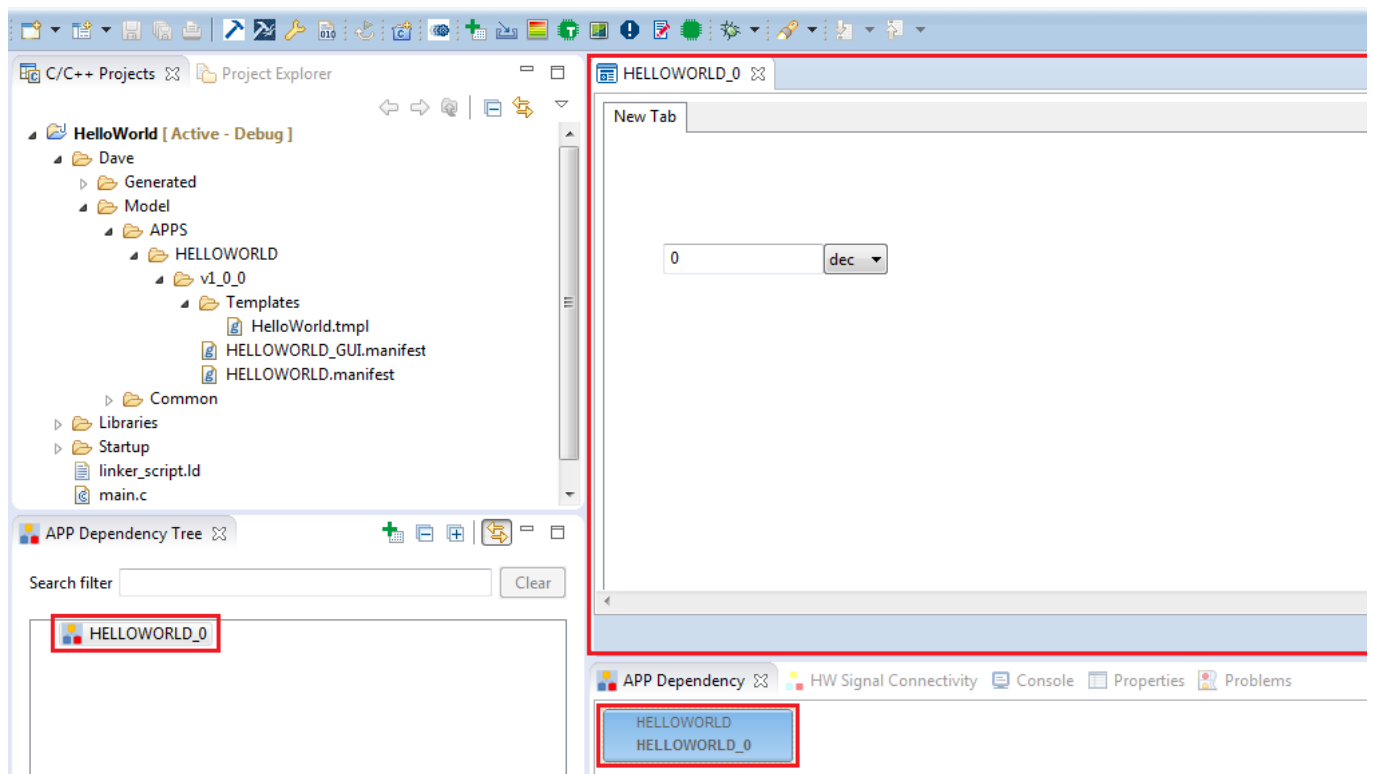 C/C++ Projects
Project Explorer
HelloWorld [ Active - Debug ]
Dave
Generated
Model
APPS
HELLOWORLD
v1_0_0
Templates
HelloWorld.tmpl
HELLOWORLD_GUI.manifest
HELLOWORLD.manifest
Common
Libraries
Startup
linker_script.ld
main.c
APP Dependency Tree
Search filter
Clear
HELLOWORLD_0
HELLOWORLD_0
New Tab
0
dec
APP Dependency
HW Signal Connectivity
Console
Properties
Problems
HELLOWORLD
HELLOWORLD_0